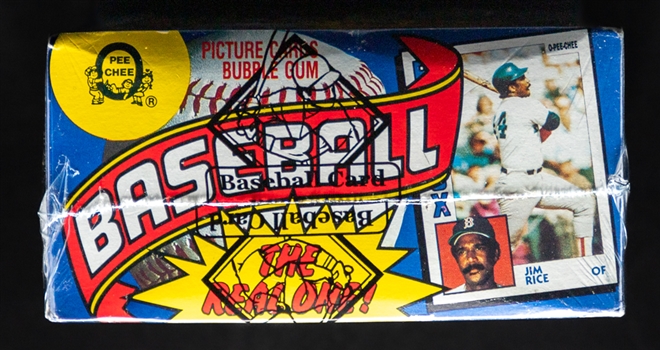 O
PEE
CHEE
®
PICTURE CARDS
BUBBLE GUM
BASEBALL
Baseball Card
Baseball Card
THE
REAL ONE!
O-PEE-CHEE
4
B
JIM
RICE
OF